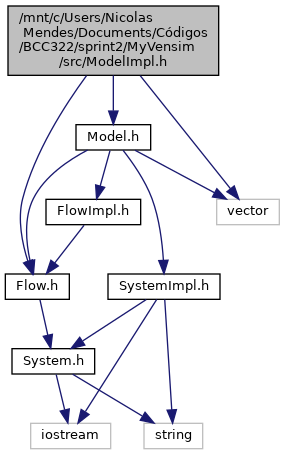 /mnt/c/Users/Nicolas
Mendes/Documents/Códigos
/BCC322/sprint2/MyVensim
/src/ModelImpl.h
Model.h
FlowImpl.h
vector
Flow.h
SystemImpl.h
System.h
iostream
string